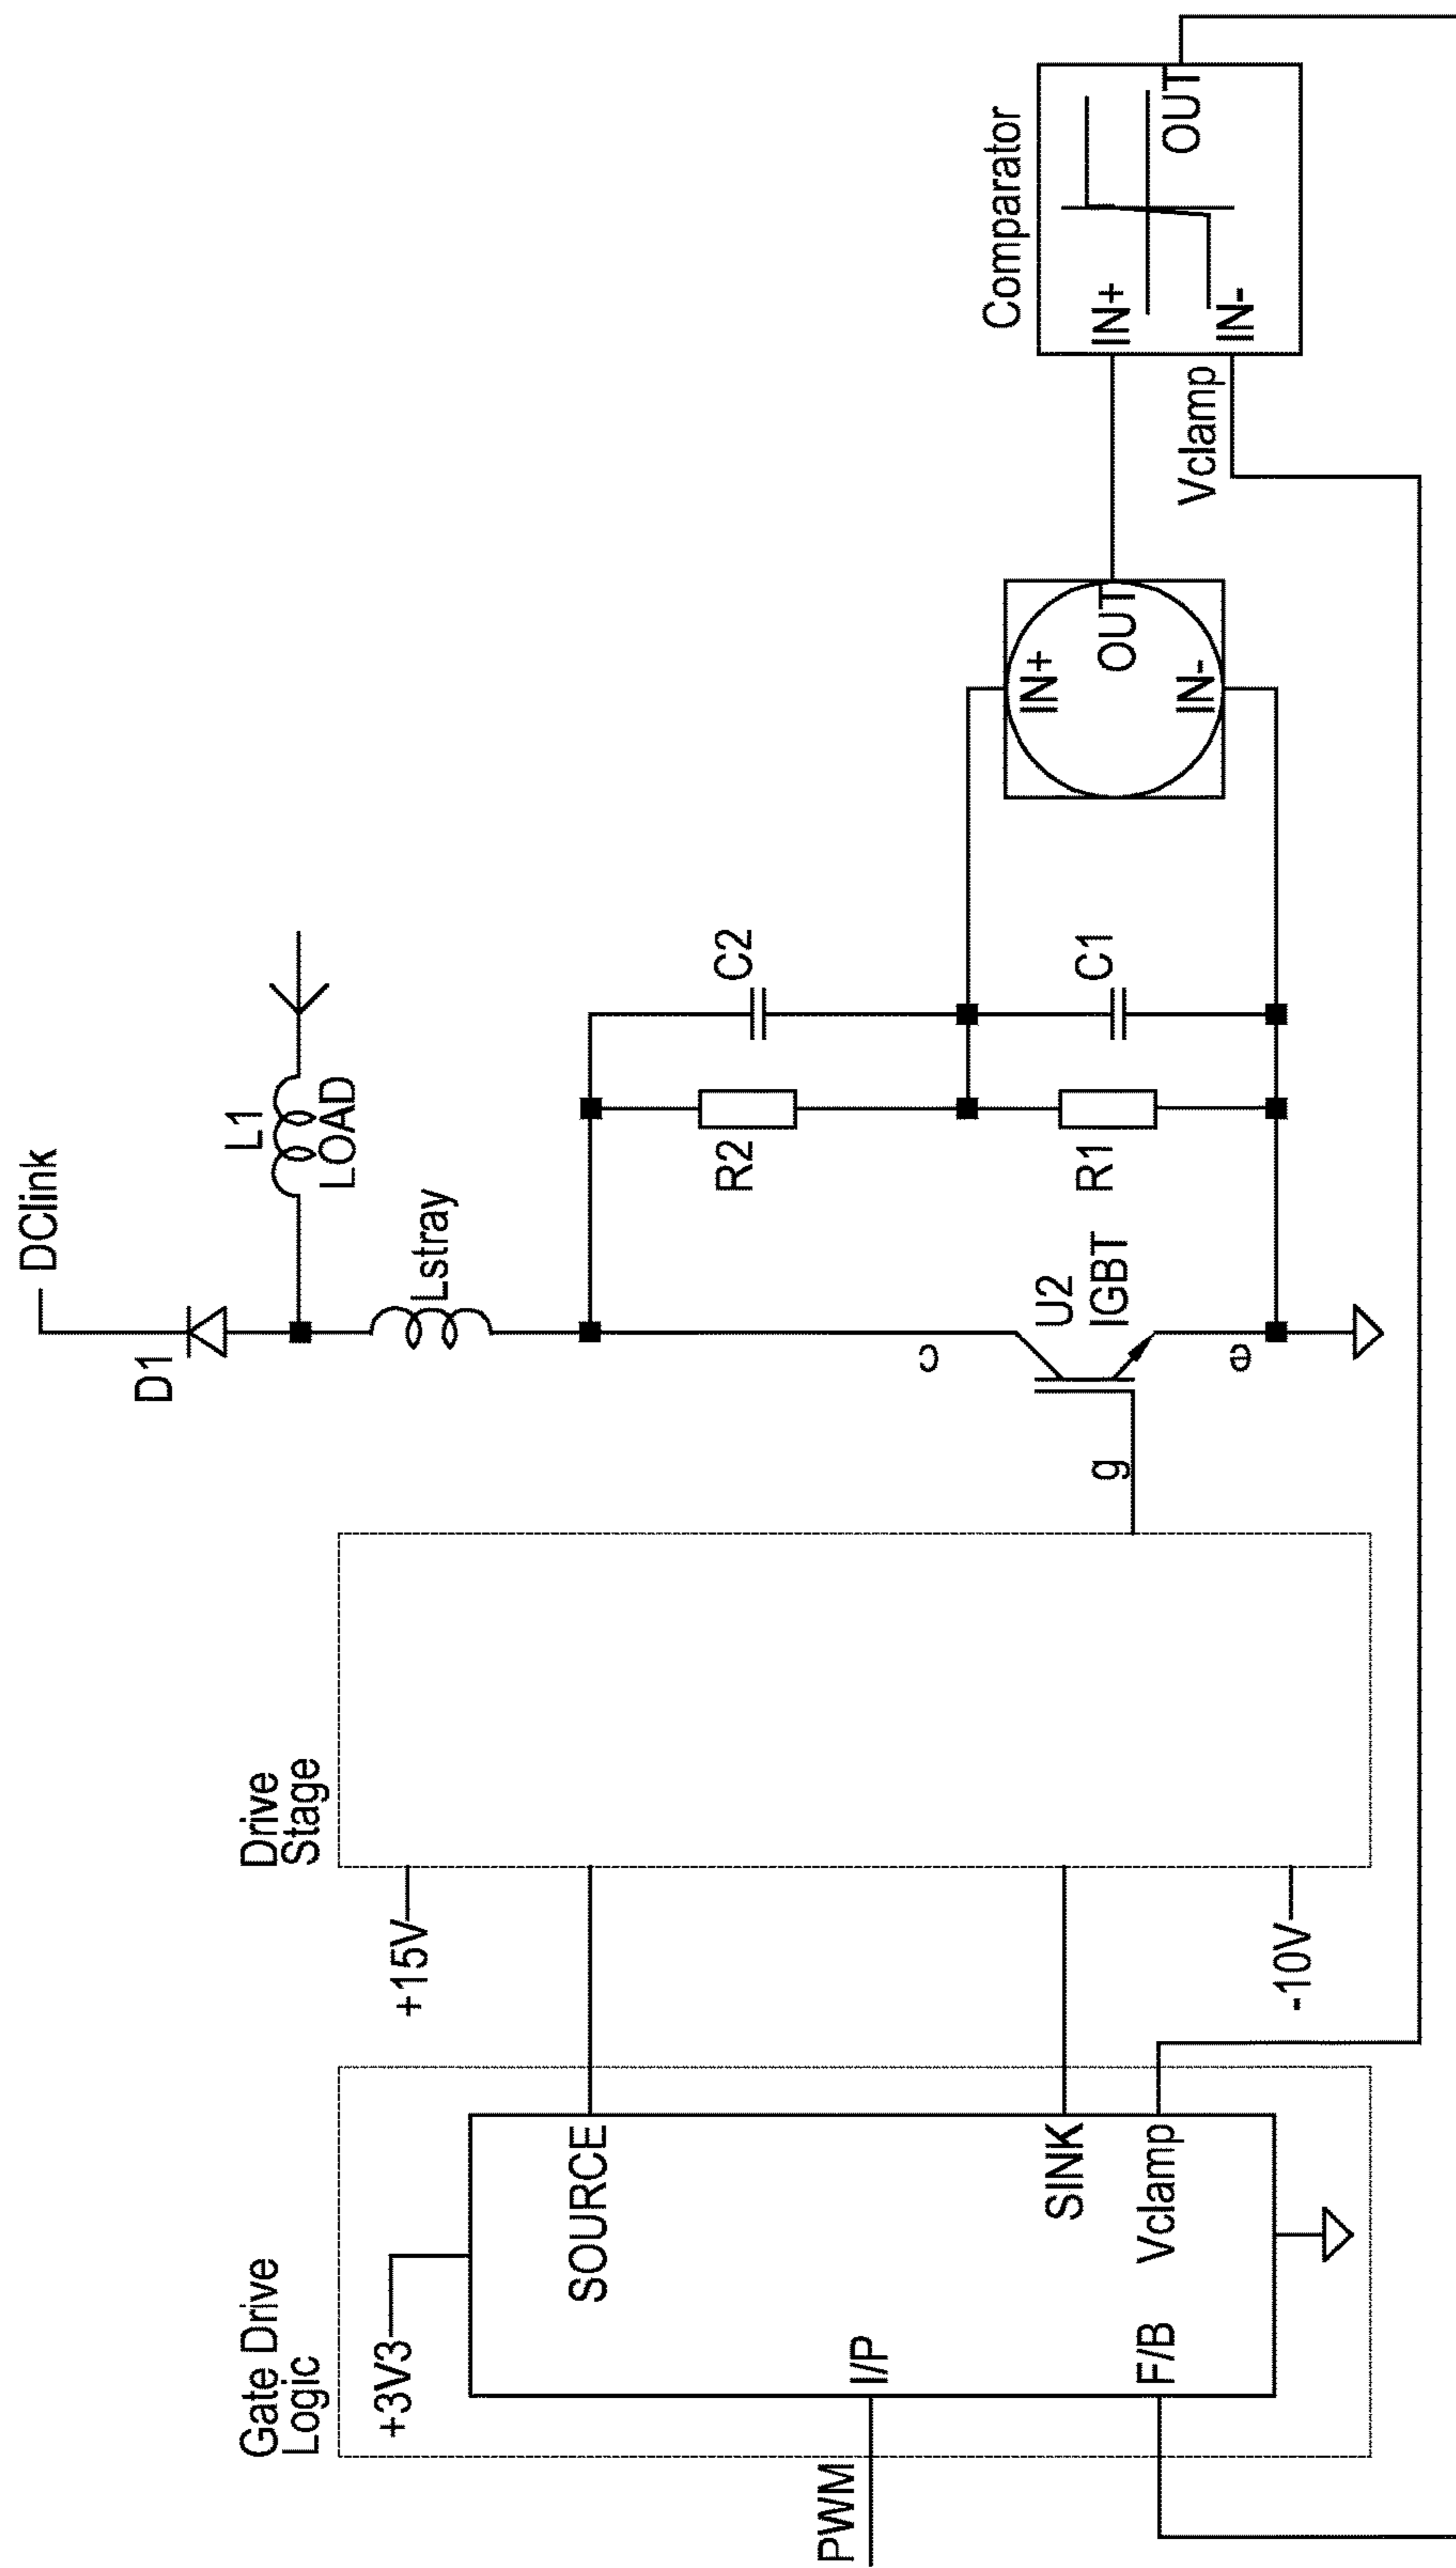 DClink
D1
L1
LOAD
Lstray
Gate Drive
Logic
+3V3
SOURCE
I/P
PWM
SINK
F/B
Vclamp
Drive
Stage
+15V
-10V
g
c
e
U2
IGBT
R2
C2
R1
C1
IN+
OUT
IN-
Comparator
IN+
OUT
IN-
Vclamp